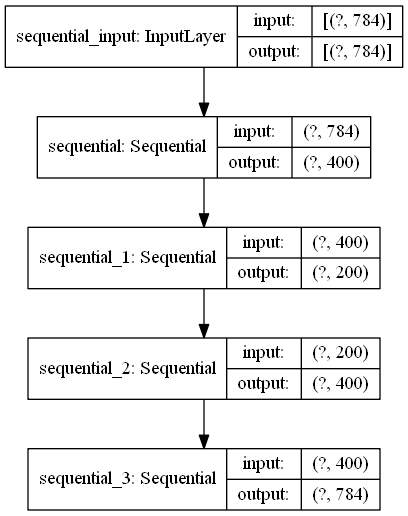 sequential_input: InputLayer
input: [(?, 784)]
output: [(?, 784)]
sequential: Sequential
input: (?, 784)
output: (?, 400)
sequential_1: Sequential
input: (?, 400)
output: (?, 200)
sequential_2: Sequential
input: (?, 200)
output: (?, 400)
sequential_3: Sequential
input: (?, 400)
output: (?, 784)